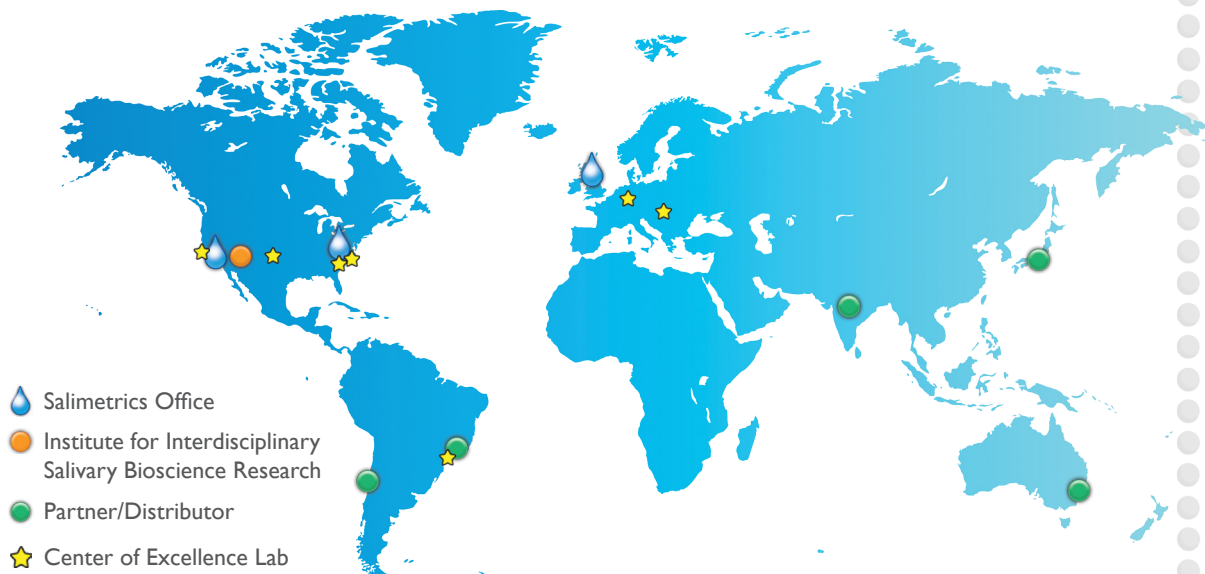 Salimetrics Office
Institute for Interdisciplinary
Salivary Bioscience Research
Partner/Distributor
Center of Excellence Lab